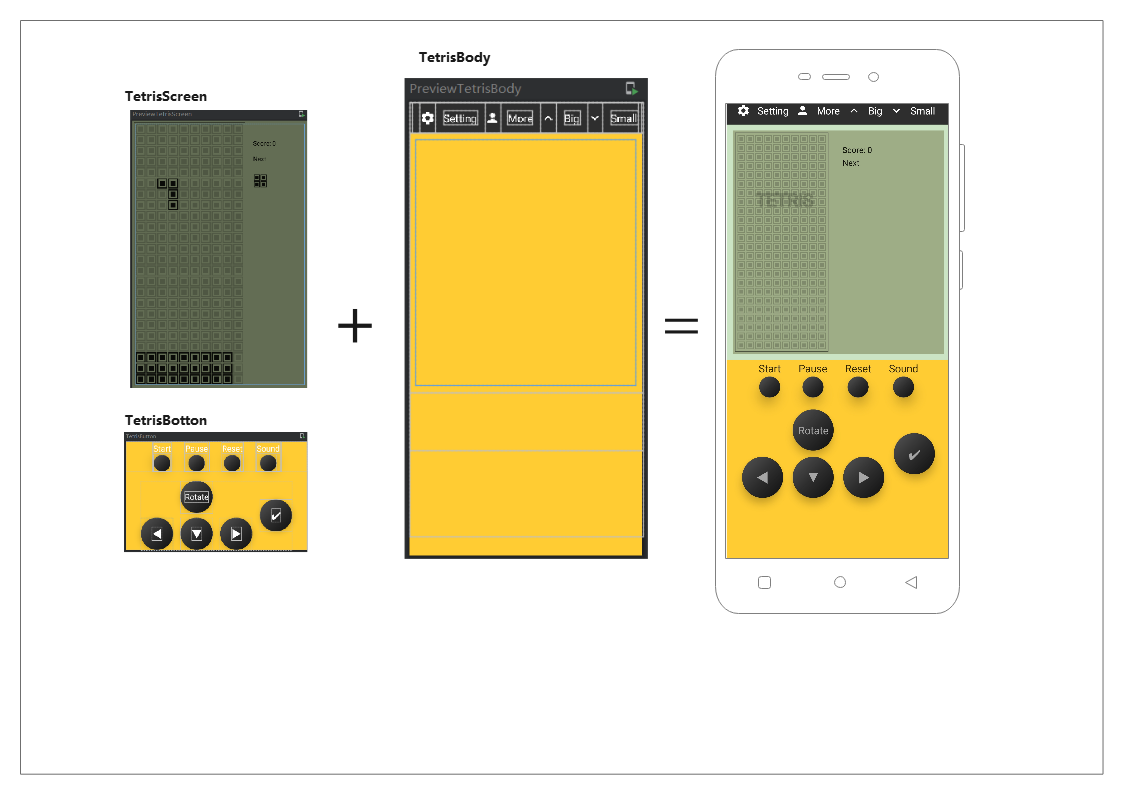 TetrisBody
TetrisScreen
PreviewTetrisScreen
Score: 0
Next
TetrisBotton
TetrisButton
Start Pause Reset Sound
Rotate
+
PreviewTetrisBody
Setting More Big Small
=
Setting More Big Small
Score: 0
Next
TETRIS
Start Pause Reset Sound
Rotate